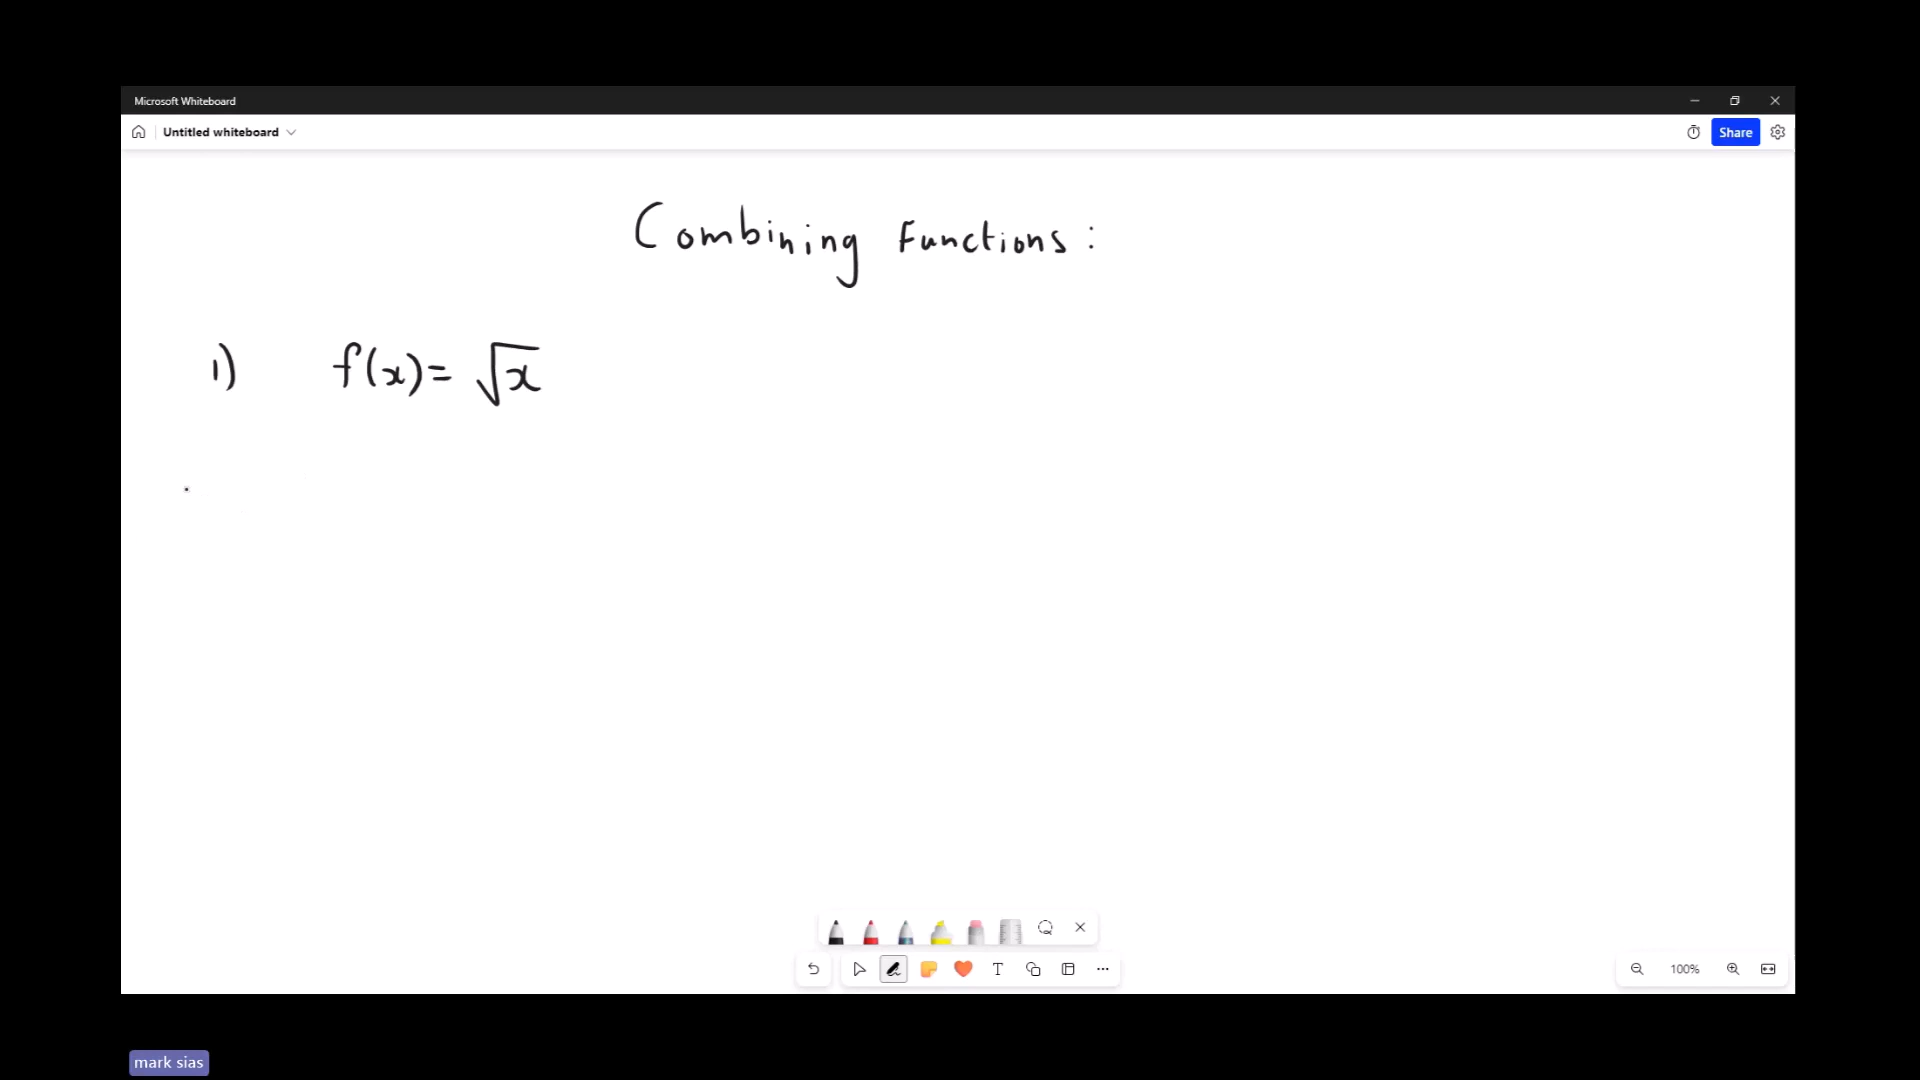 Microsoft Whiteboard
Untitled whiteboard
Share
Combining Functions:
1) f(x) = √x
T
100%
mark sias